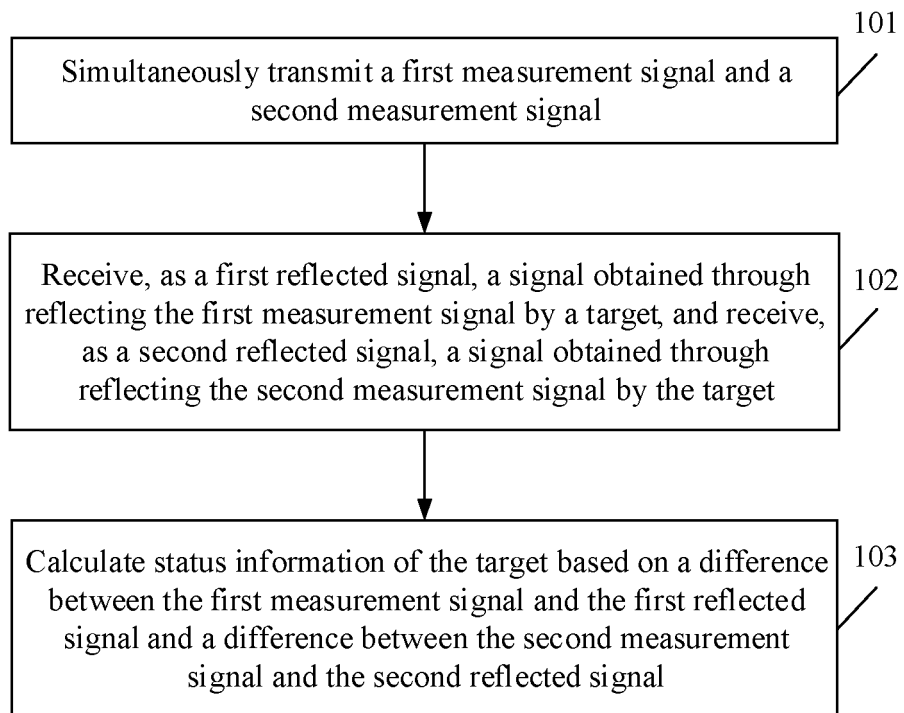 101
Simultaneously transmit a first measurement signal and a
second measurement signal
102
Receive, as a first reflected signal, a signal obtained through
reflecting the first measurement signal by a target, and receive,
as a second reflected signal, a signal obtained through
reflecting the second measurement signal by the target
103
Calculate status information of the target based on a difference
between the first measurement signal and the first reflected
signal and a difference between the second measurement
signal and the second reflected signal